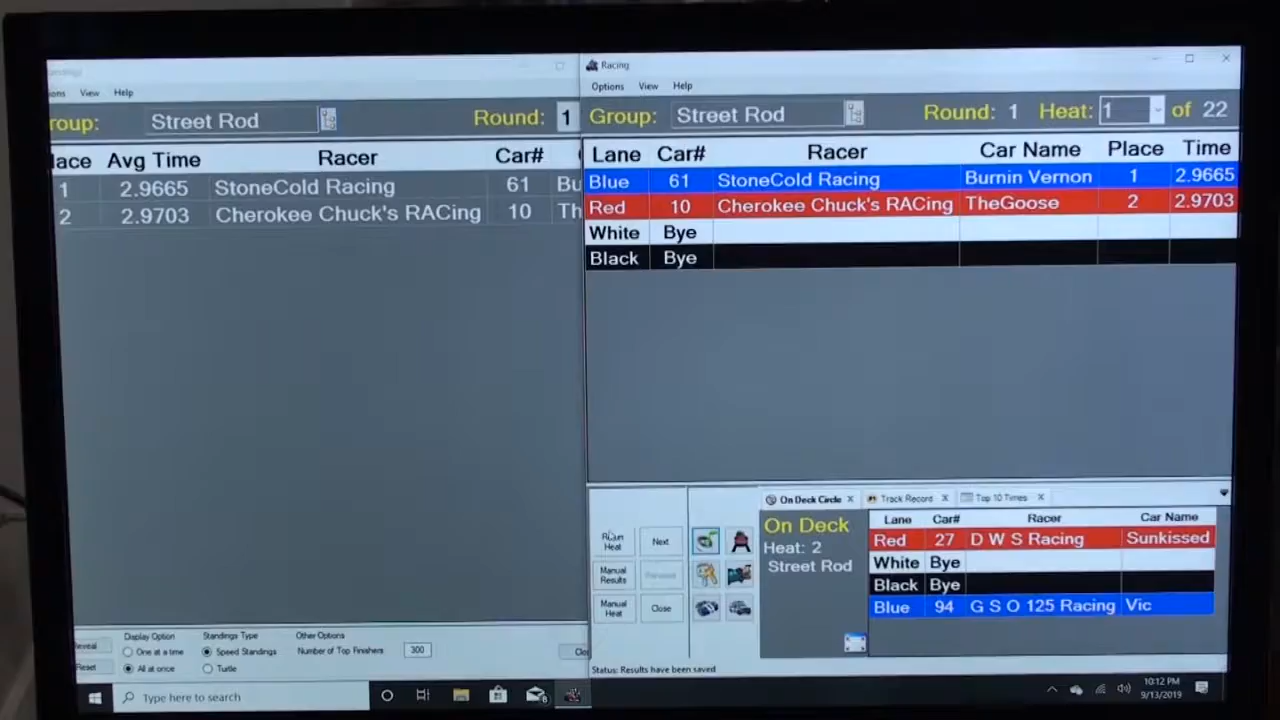 View Help
Group: Street Rod Round: 1
Place Avg Time Racer Car#
1 2.9665 StoneCold Racing 61 Bu
2 2.9703 Cherokee Chuck's RACing 10 Th
Reveal
Reset
Display Option
One at a time
All at once
Standings Type
Speed Standings
Turtle
Other Options
Number of Top Finishers 300
Clo
Racing
Options View Help
Group: Street Rod Round: 1 Heat: 1 of 22
Lane Car# Racer Car Name Place Time
Blue 61 StoneCold Racing Burnin Vernon 1 2.9665
Red 10 Cherokee Chuck's RACing TheGoose 2 2.9703
White Bye
Black Bye
Heat
Next
Manual Results
Manual Heat
Close
On Deck Circle x Track Record x Top 10 Times x
On Deck
Heat: 2
Street Rod
Lane Car# Racer Car Name
Red 27 D W S Racing Sunkissed
White Bye
Black Bye
Blue 94 G S O 125 Racing Vic
Status: Results have been saved
Type here to search
10:12 PM
9/13/2019